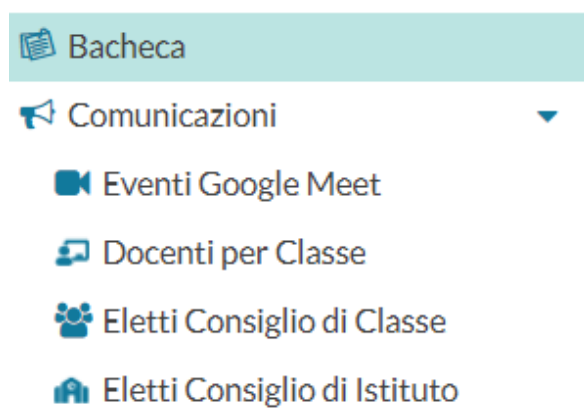 Bacheca
Comunicazioni
Eventi Google Meet
Docenti per Classe
Eletti Consiglio di Classe
Eletti Consiglio di Istituto